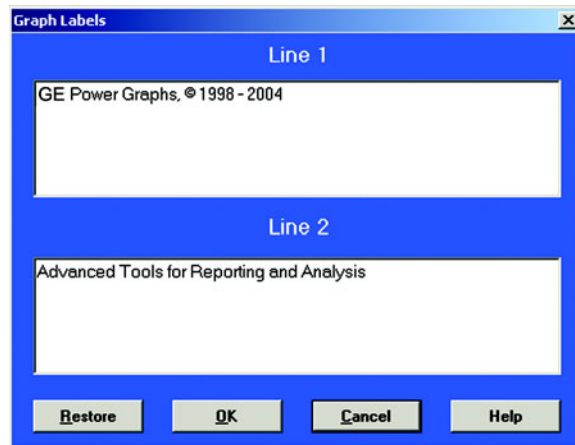 Graph Labels
Line 1
GE Power Graphs, © 1998 - 2004
Line 2
Advanced Tools for Reporting and Analysis
Restore
OK
Cancel
Help